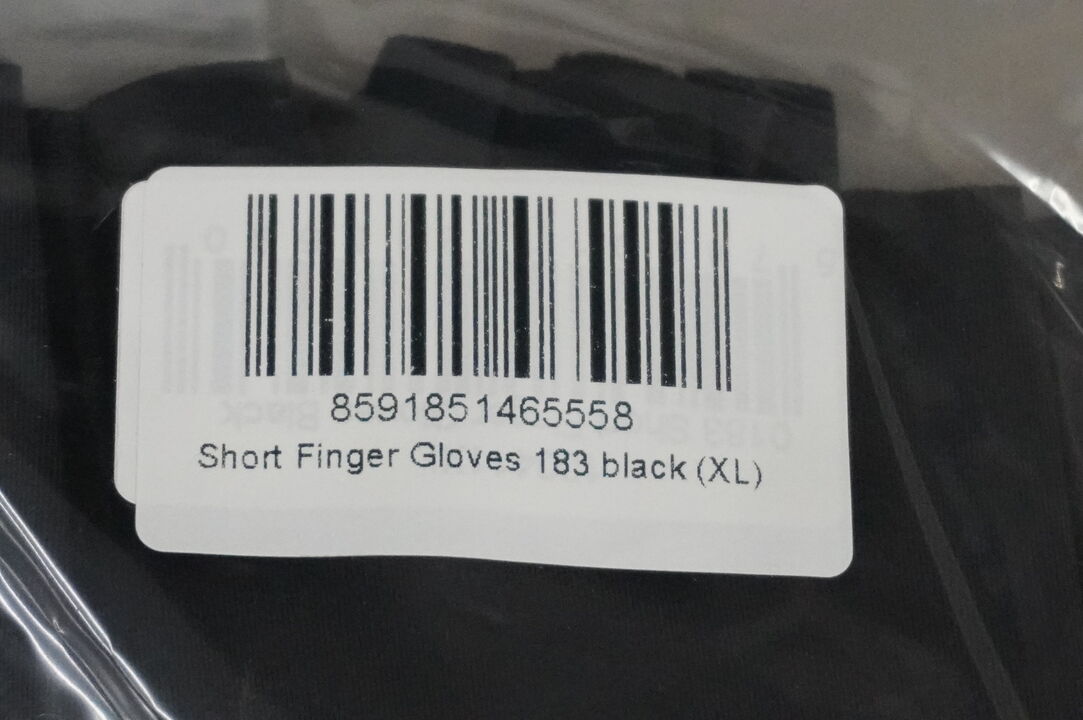 8591851465558
Short Finger Gloves 183 black (XL)